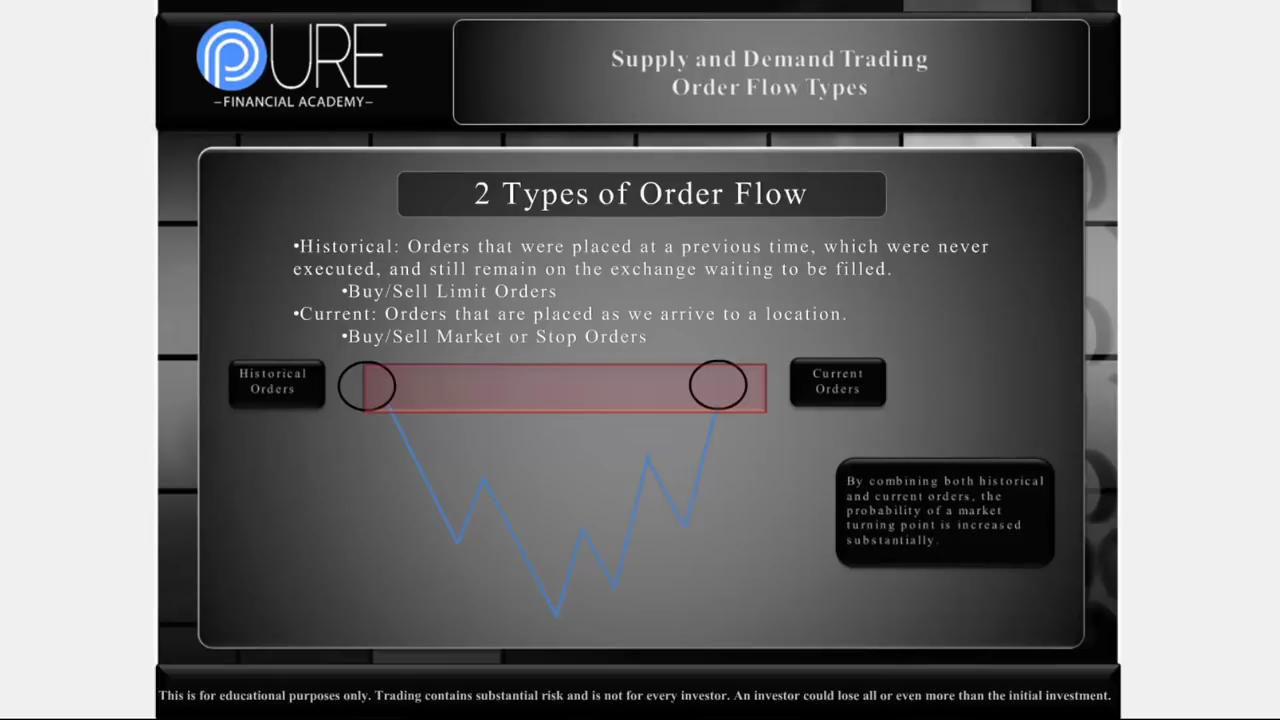 PURE
–FINANCIAL ACADEMY–
Supply and Demand Trading
Order Flow Types
2 Types of Order Flow
•Historical: Orders that were placed at a previous time, which were never
executed, and still remain on the exchange waiting to be filled.
•Buy/Sell Limit Orders
•Current: Orders that are placed as we arrive to a location.
•Buy/Sell Market or Stop Orders
Historical
Orders
Current
Orders
By combining both historical
and current orders, the
probability of a market
turning point is increased
substantially.
This is for educational purposes only. Trading contains substantial risk and is not for every investor. An investor could lose all or even more than the initial investment.